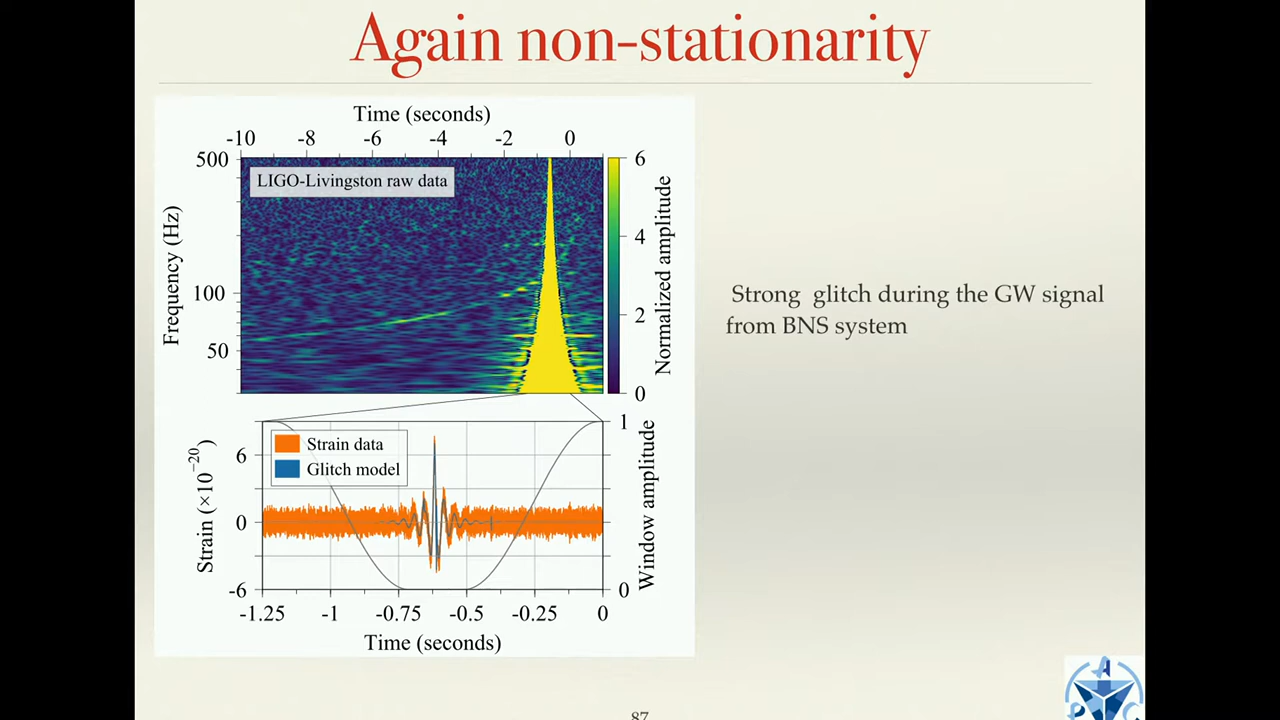 Again non-stationarity
Time (seconds)
-10 -8 -6 -4 -2 0
500
100
50
Frequency (Hz)
LIGO-Livingston raw data
6
4
2
0
Normalized amplitude
Strong glitch during the GW signal
from BNS system
Strain data
Glitch model
6
0
-6
Strain (×10⁻²⁰)
1
0
Window amplitude
-1.25 -1 -0.75 -0.5 -0.25 0
Time (seconds)
A
P C
87